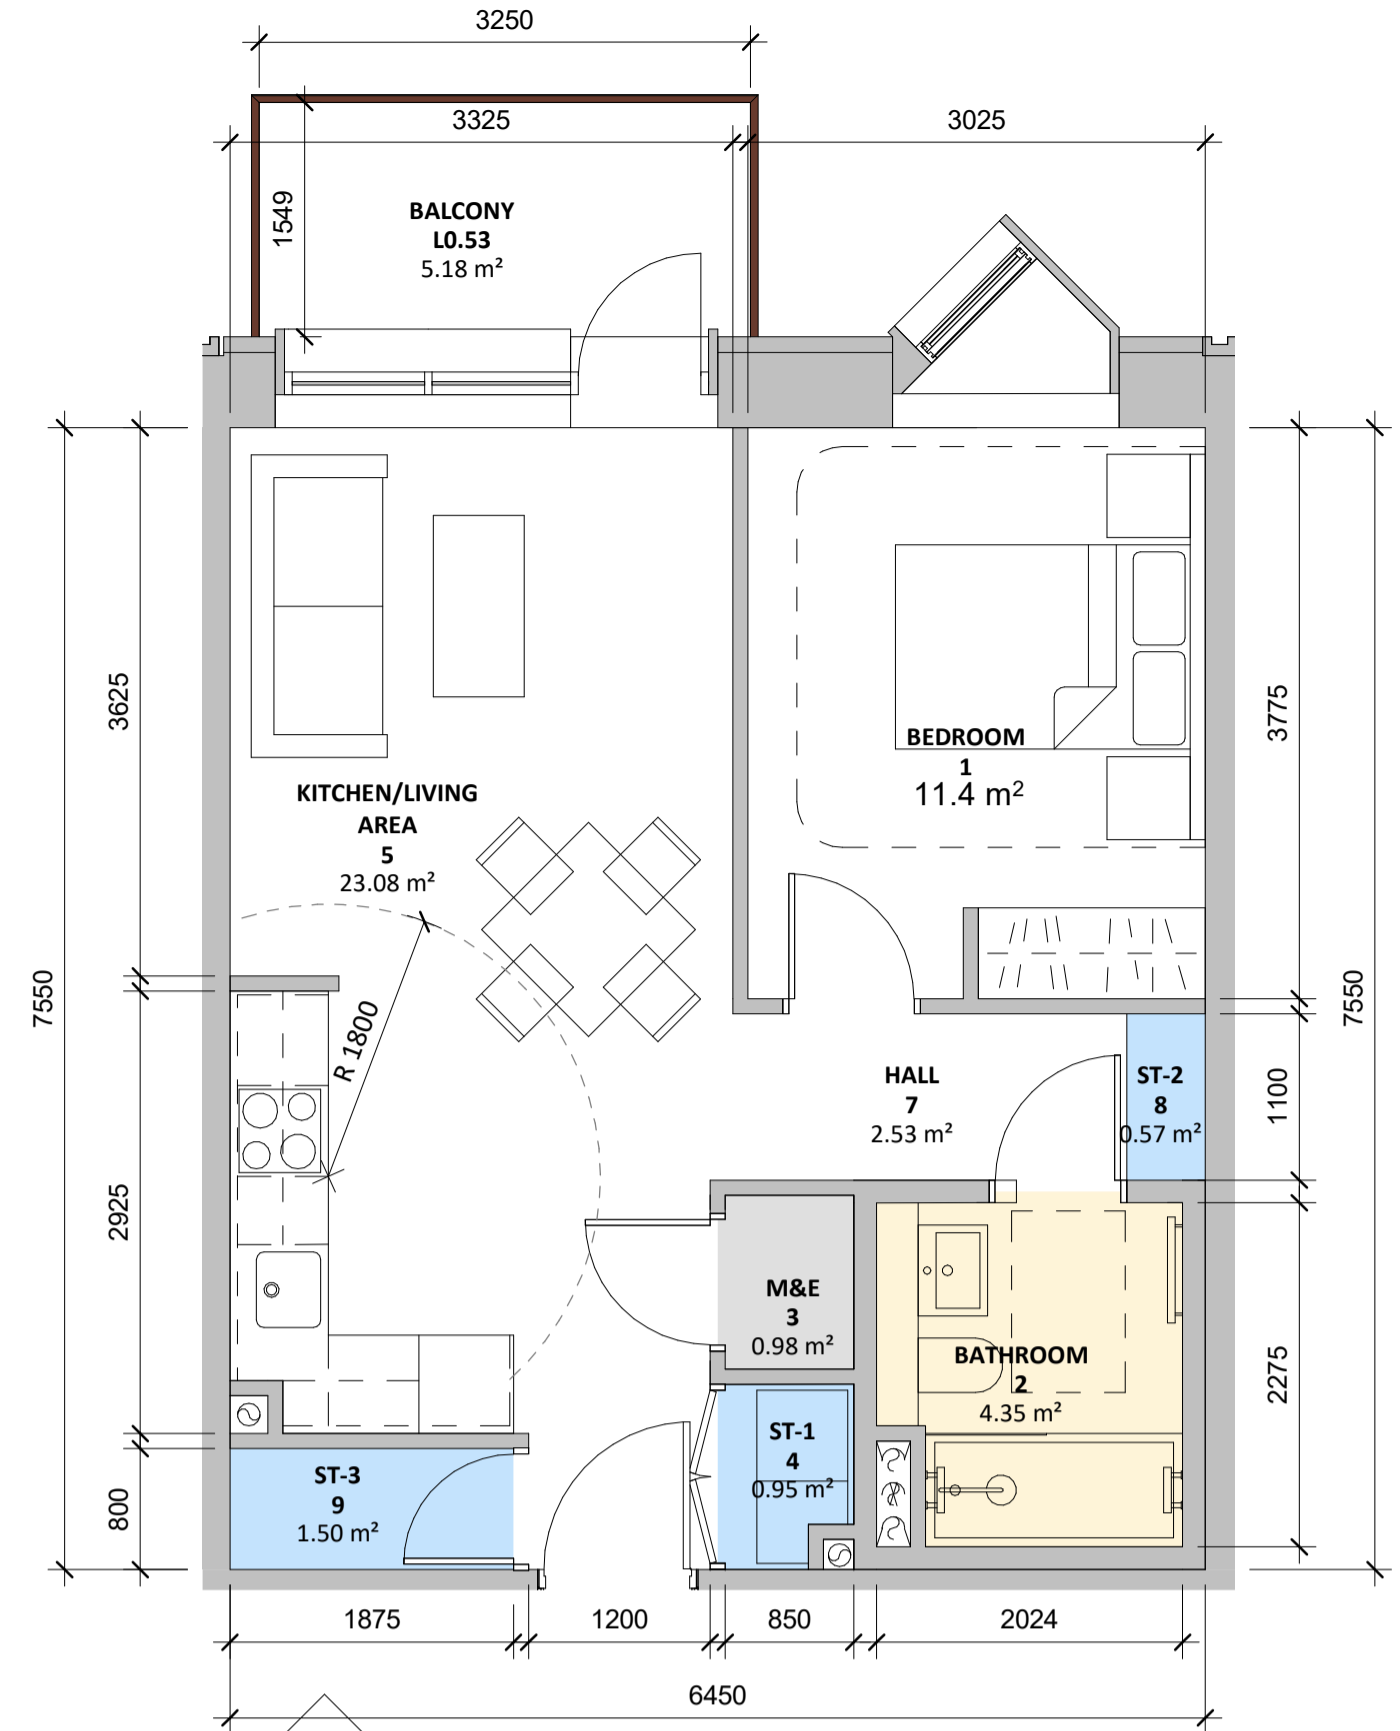 3250
3325
3025
1549
BALCONY
L0.53
5.18 m²
3625
7550
KITCHEN/LIVING
AREA
5
23.08 m²
BEDROOM
1
11.4 m²
3775
7550
R 1800
HALL
7
2.53 m²
ST-2
8
0.57 m²
1100
2925
M&E
3
0.98 m²
BATHROOM
2
4.35 m²
2275
ST-1
4
0.95 m²
ST-3
9
1.50 m²
800
1875
1200
850
2024
6450